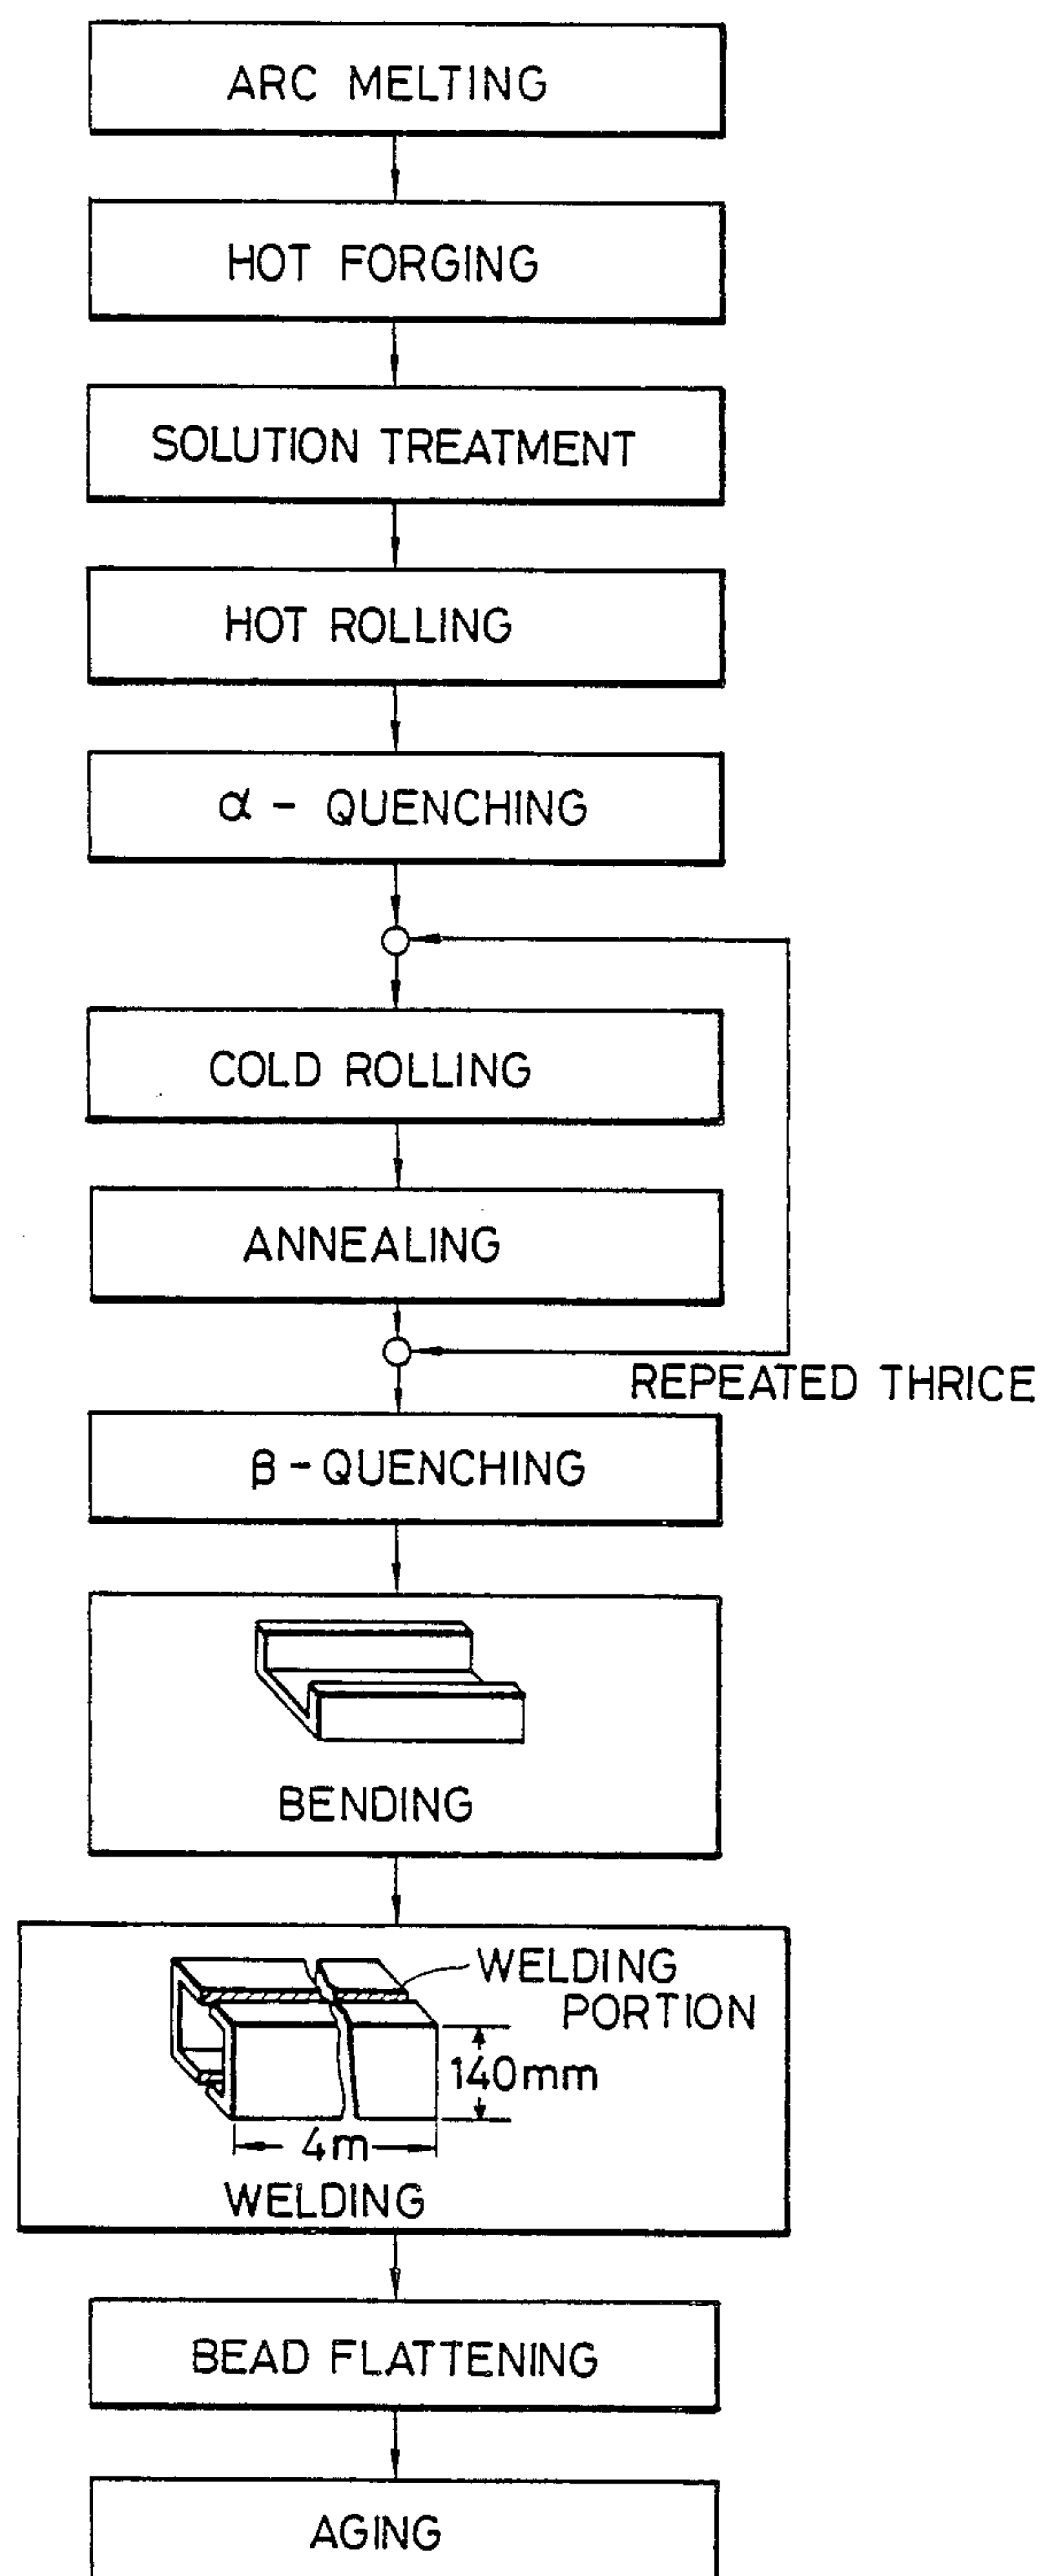 ARC MELTING
HOT FORGING
SOLUTION TREATMENT
HOT ROLLING
α - QUENCHING
COLD ROLLING
ANNEALING
REPEATED THRICE
β - QUENCHING
BENDING
WELDING
PORTION
140mm
4m
WELDING
BEAD FLATTENING
AGING